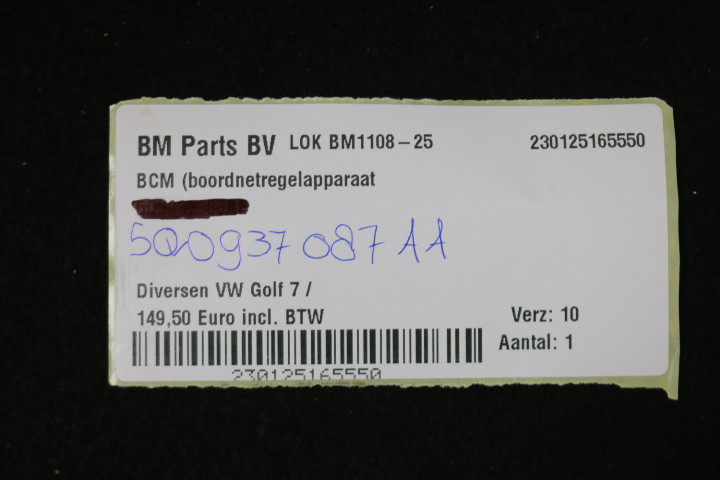 BM Parts BV LOK BM1108-25 230125165550
BCM (boordnetregelapparaat
5Q0937087AA
Diversen VW Golf 7 /
149,50 Euro incl. BTW Verz: 10
Aantal: 1
230125165550